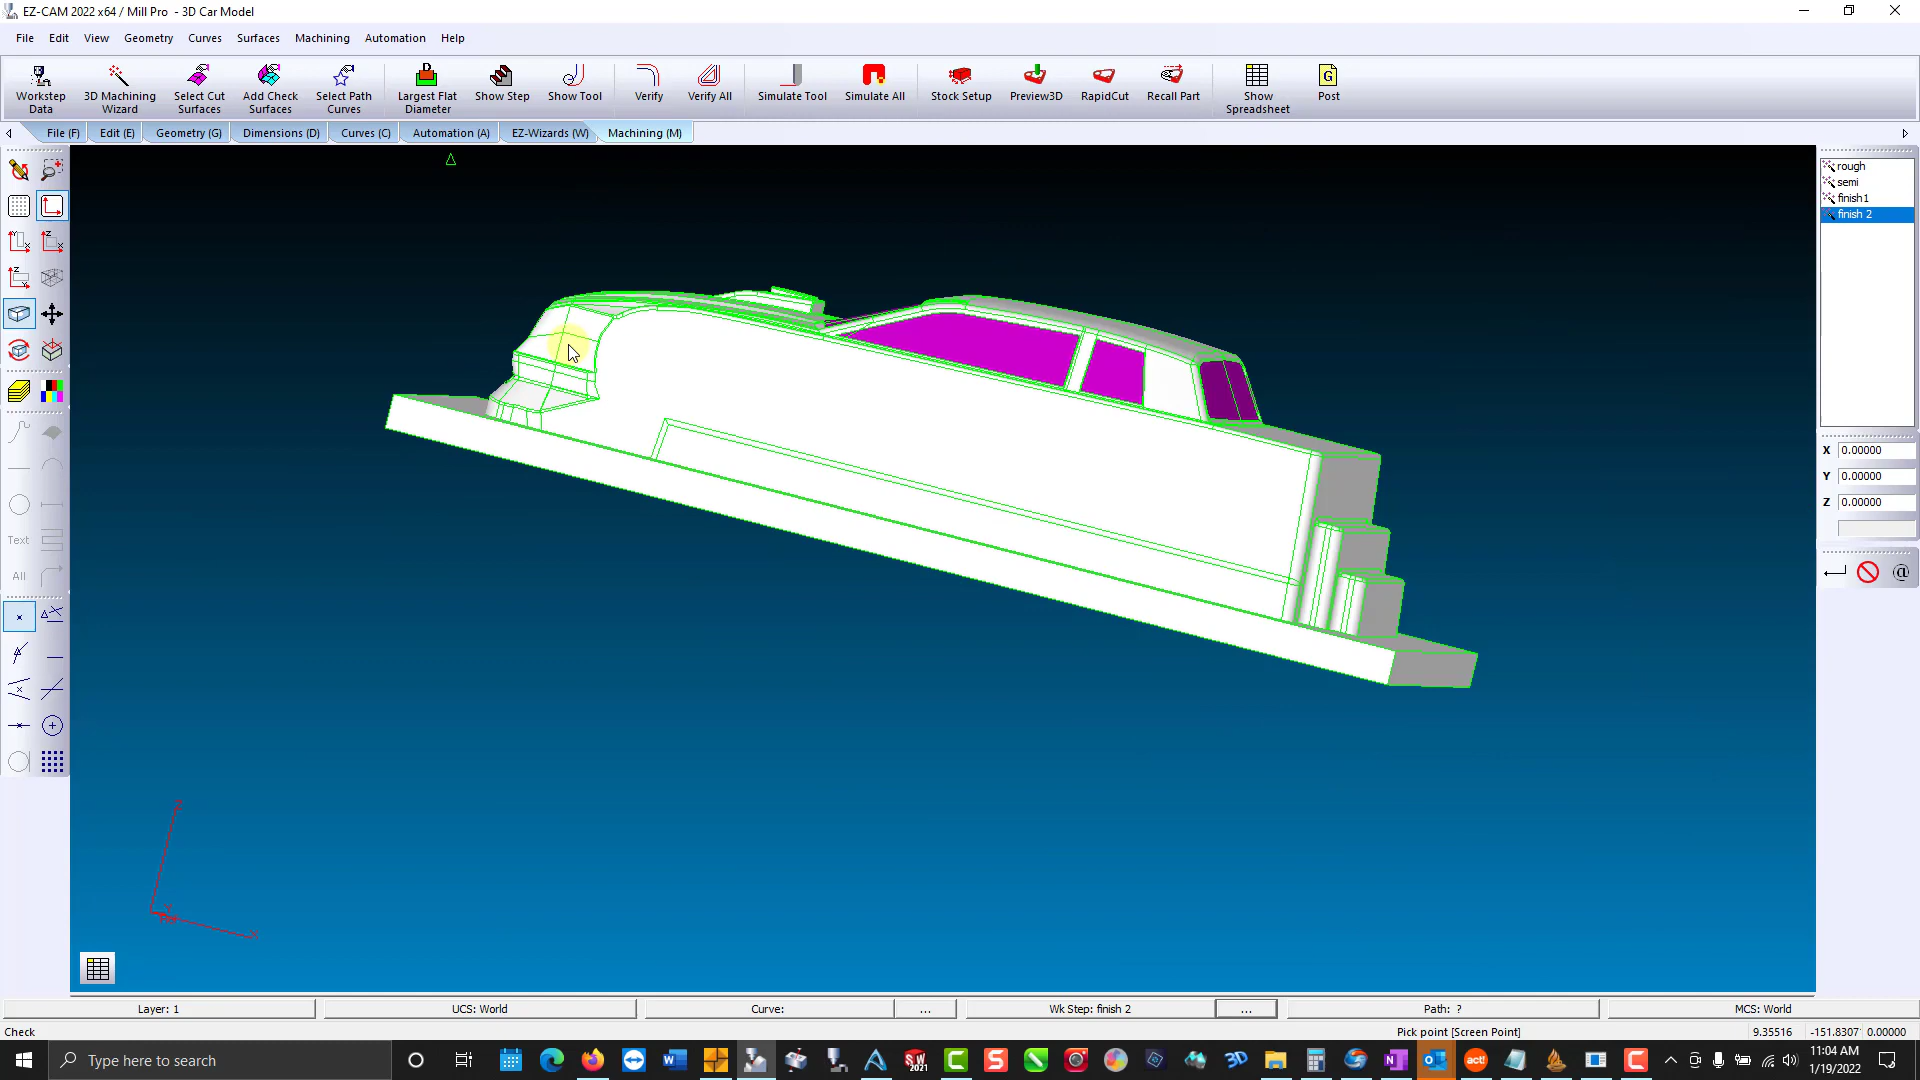 EZ-CAM 2022 x64 / Mill Pro - 3D Car Model
File Edit View Geometry Curves Surfaces Machining Automation Help
Workstep Data
3D Machining Wizard
Select Cut Surfaces
Add Check Surfaces
Select Path Curves
Largest Flat Diameter
Show Step
Show Tool
Verify
Verify All
Simulate Tool
Simulate All
Stock Setup
Preview3D
RapidCut
Recall Part
Show Spreadsheet
Post
File (F) Edit (E) Geometry (G) Dimensions (D) Curves (C) Automation (A) EZ-Wizards (W) Machining (M)
rough
semi
finish1
finish 2
X 0.00000
Y 0.00000
Z 0.00000
@
Text
All
Z
Y
X
Layer: 1 UCS: World Curve: ... Wk Step: finish 2 ... Path: ? MCS: World
Check Pick point [Screen Point] 9.35516 -151.8307 0.00000
Type here to search
11:04 AM
1/19/2022